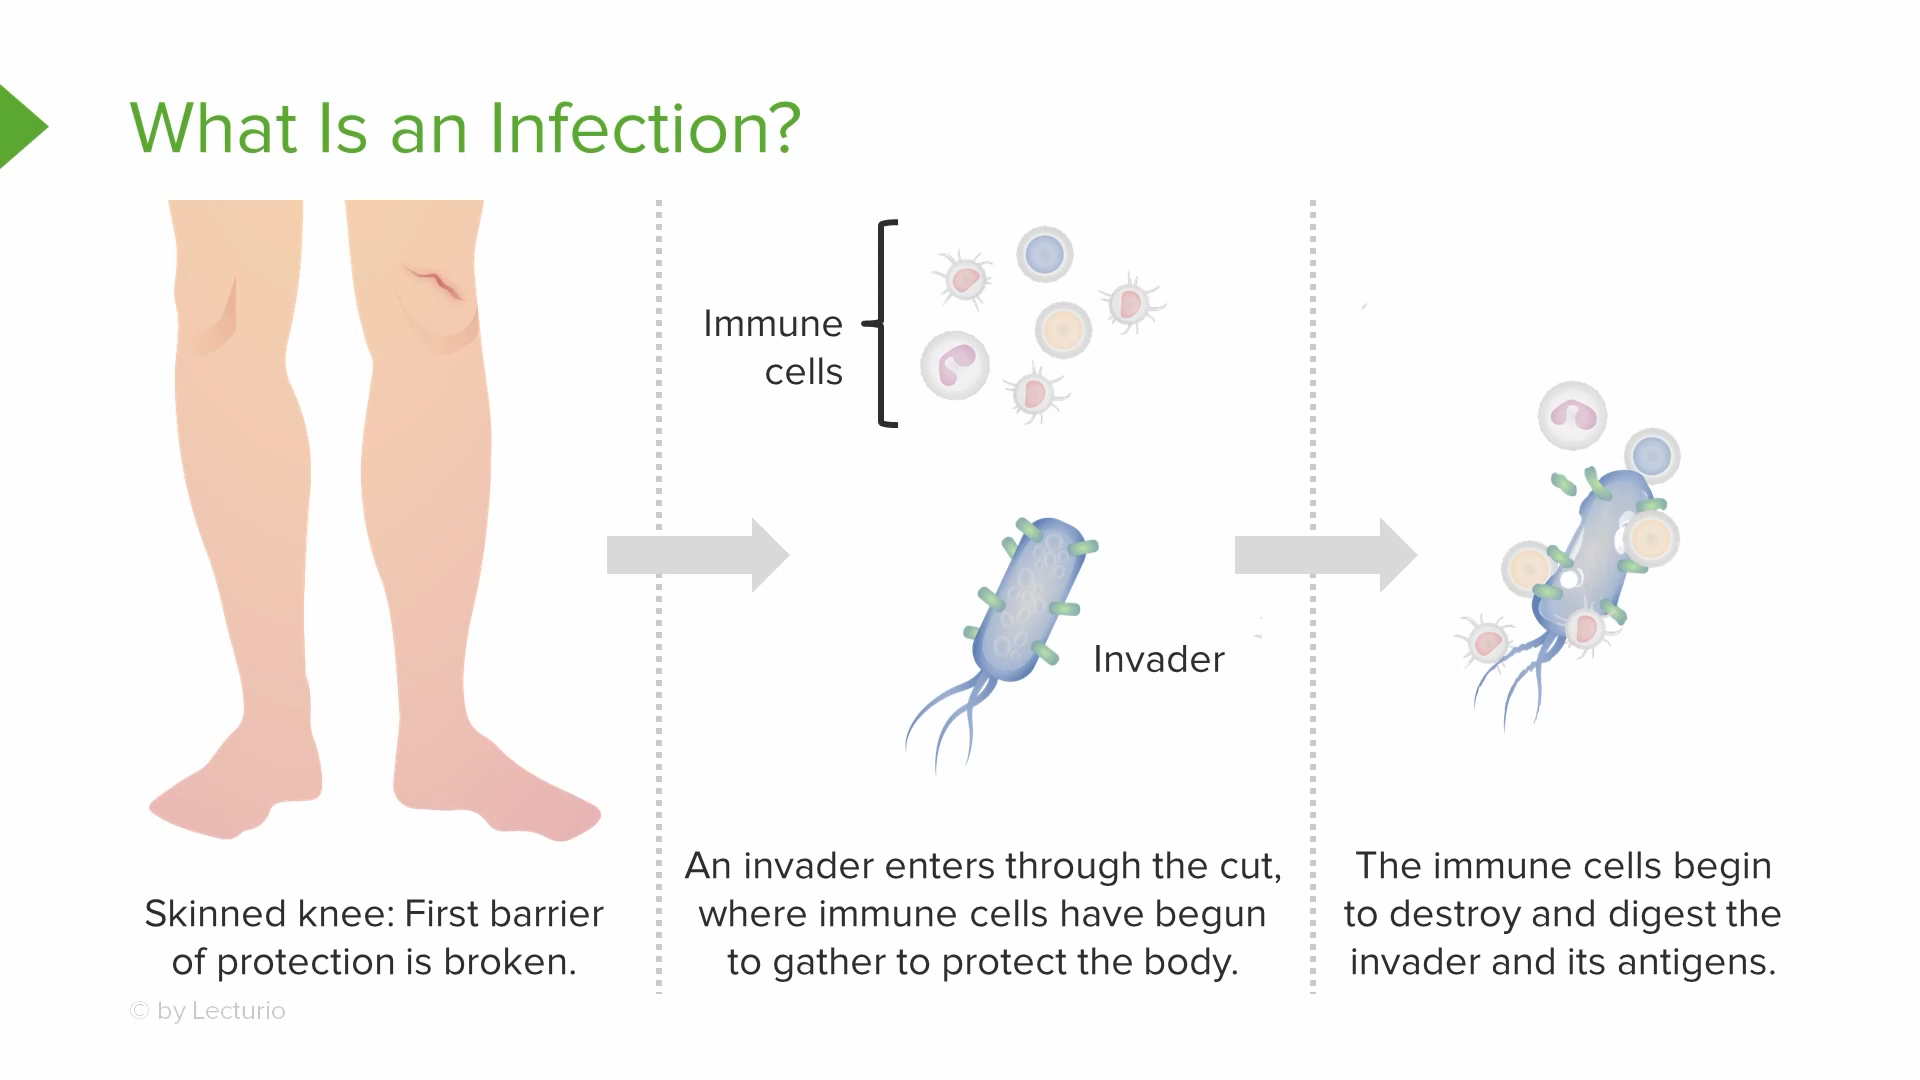 What Is an Infection?
Immune
cells
Invader
Skinned knee: First barrier
of protection is broken.
An invader enters through the cut,
where immune cells have begun
to gather to protect the body.
The immune cells begin
to destroy and digest the
invader and its antigens.
© by Lecturio